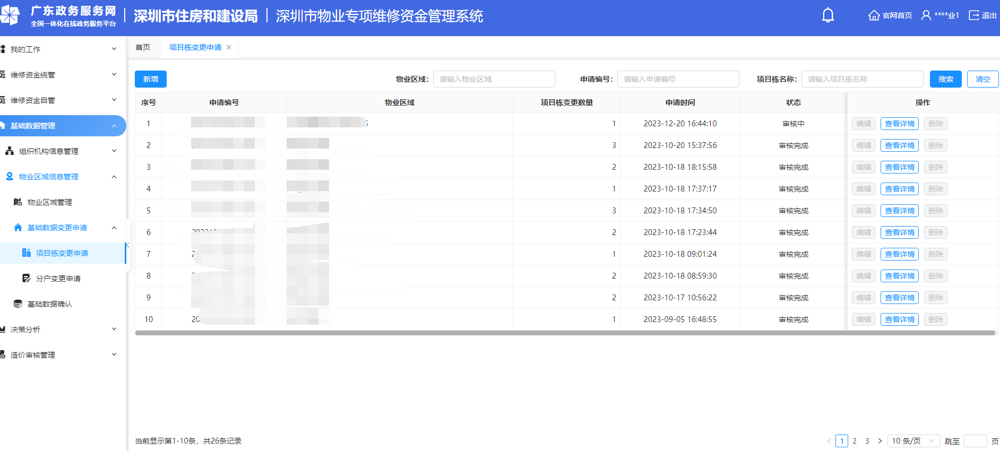 广东政务服务网
全国一体化在线政务服务平台
深圳市住房和建设局
深圳市物业专项维修资金管理系统
官网首页 ****业1 退出
我的工作
维修资金统管
维修资金自管
基础数据管理
组织机构信息管理
物业区域信息管理
物业区域管理
基础数据变更申请
项目栋变更申请
分户变更申请
基础数据确认
决策分析
造价审核管理
首页 项目栋变更申请
新增 物业区域: 请输入物业区域 申请编号: 请输入申请编号 项目栋名称: 请输入项目栋名称 搜索 清空
序号 申请编号 物业区域 项目栋变更数量 申请时间 状态 操作
1 1 2023-12-20 16:44:10 审核中 编辑 查看详情 删除
2 3 2023-10-20 15:37:56 审核完成 编辑 查看详情 删除
3 2 2023-10-18 18:15:58 审核完成 编辑 查看详情 删除
4 1 2023-10-18 17:37:17 审核完成 编辑 查看详情 删除
5 3 2023-10-18 17:34:50 审核完成 编辑 查看详情 删除
6 2 2023-10-18 17:23:44 审核完成 编辑 查看详情 删除
7 1 2023-10-18 09:01:24 审核完成 编辑 查看详情 删除
8 2 2023-10-18 08:59:30 审核完成 编辑 查看详情 删除
9 2 2023-10-17 10:56:22 审核完成 编辑 查看详情 删除
10 20 1 2023-09-05 16:48:55 审核完成 编辑 查看详情 删除
当前显示第1-10条，共26条记录
1 2 3 10 条/页 跳至 页